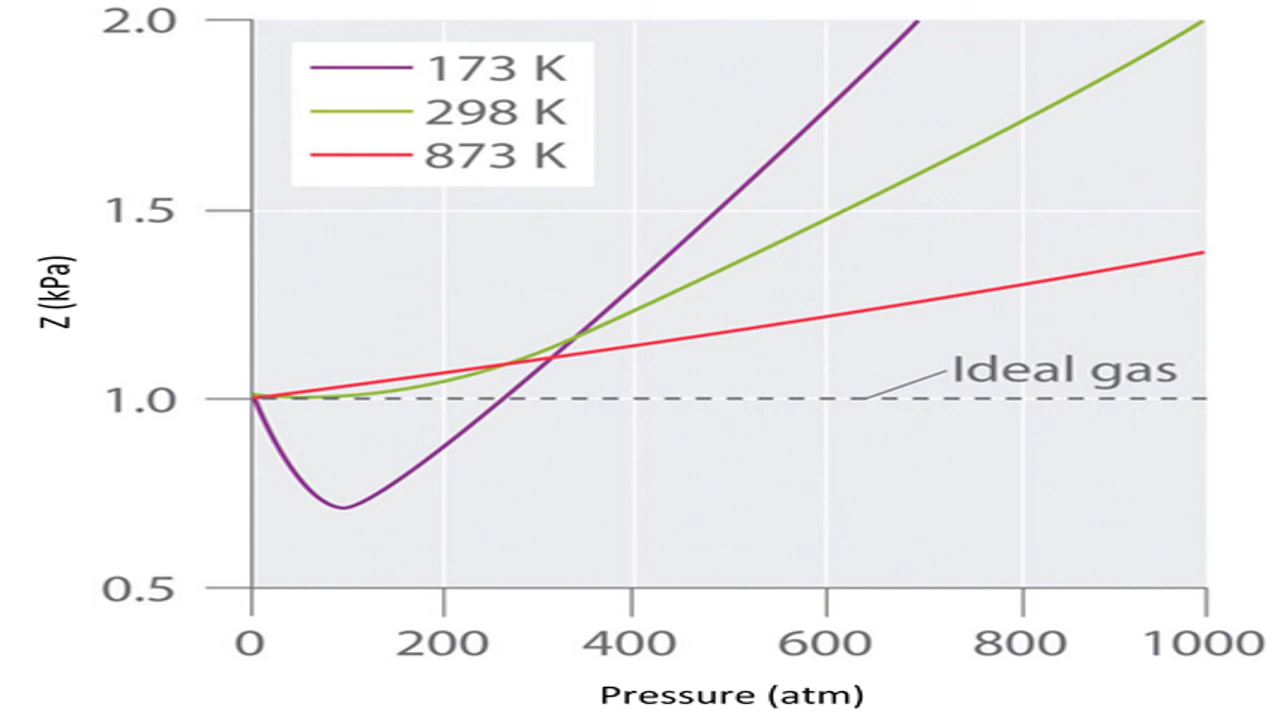 2.0
173 K
298 K
873 K
1.5
Z (kPa)
Ideal gas
1.0
0.5
0 200 400 600 800 1000
Pressure (atm)